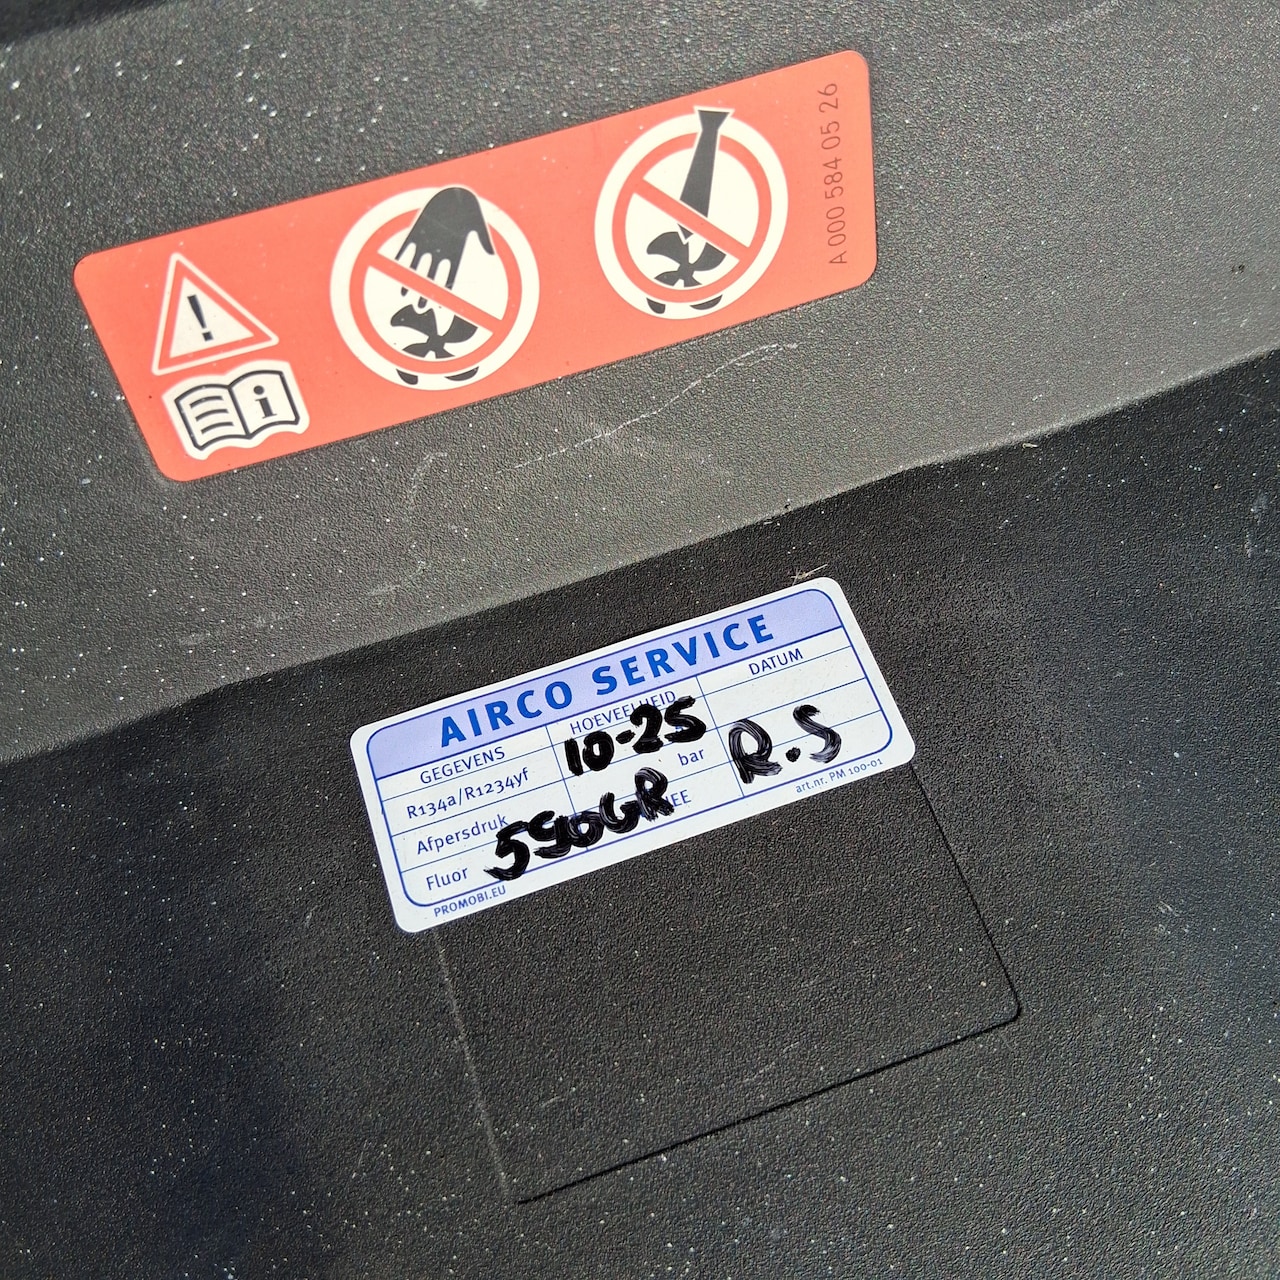 A 000 584 05 26
!
i
AIRCO SERVICE
GEGEVENS HOEVEELHEID DATUM
R134a/R1234yf 10-25
Afpersdruk bar R.S
Fluor 590GR
PROMOBI.EU art.nr. PM 100-01